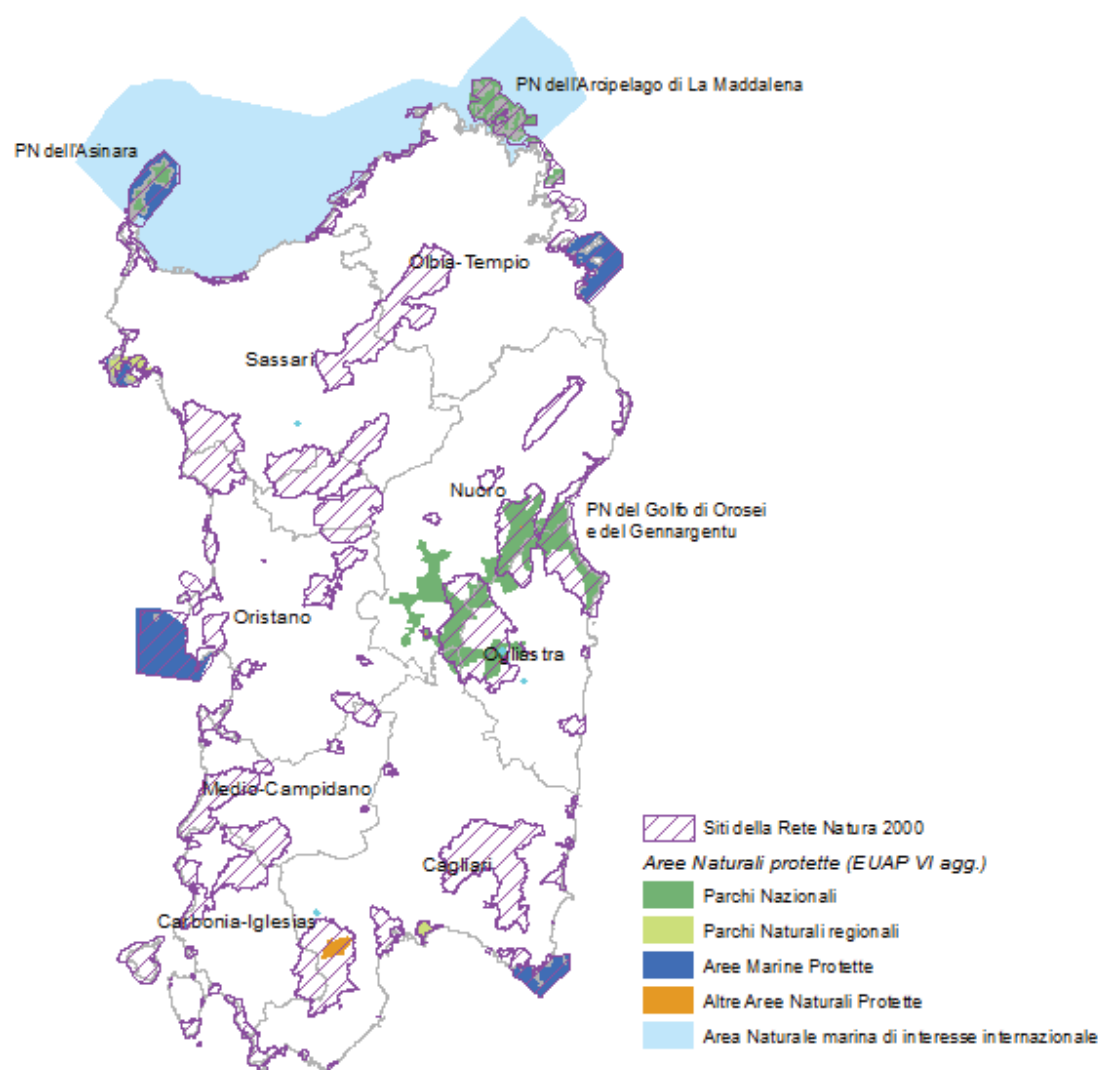 PN dell'Arcipelago di La Maddalena
PN dell'Asinara
Olbia-Tempio
Sassari
Nuoro
PN del Golfo di Orosei
e del Gennargentu
Oristano
Ogliastra
Medio-Campidano
Cagliari
Carbonia-Iglesias
Siti della Rete Natura 2000
Aree Naturali protette (EUAP VI agg.)
Parchi Nazionali
Parchi Naturali regionali
Aree Marine Protette
Altre Aree Naturali Protette
Area Naturale marina di interesse internazionale